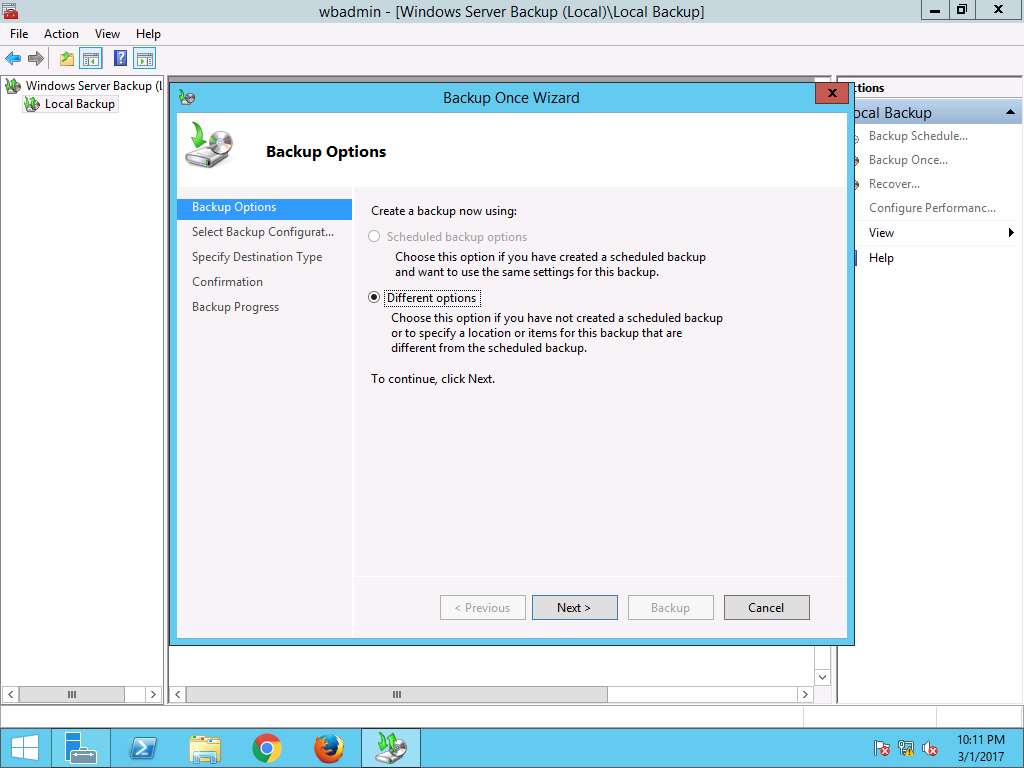 wbadmin - [Windows Server Backup (Local)\Local Backup]
File Action View Help
Windows Server Backup (L
Local Backup
Backup Once Wizard
Backup Options
Backup Options
Select Backup Configurat...
Specify Destination Type
Confirmation
Backup Progress
Create a backup now using:
Scheduled backup options
Choose this option if you have created a scheduled backup
and want to use the same settings for this backup.
Different options
Choose this option if you have not created a scheduled backup
or to specify a location or items for this backup that are
different from the scheduled backup.
To continue, click Next.
< Previous
Next >
Backup
Cancel
ctions
ocal Backup
Backup Schedule...
Backup Once...
Recover...
Configure Performanc...
View
Help
10:11 PM
3/1/2017